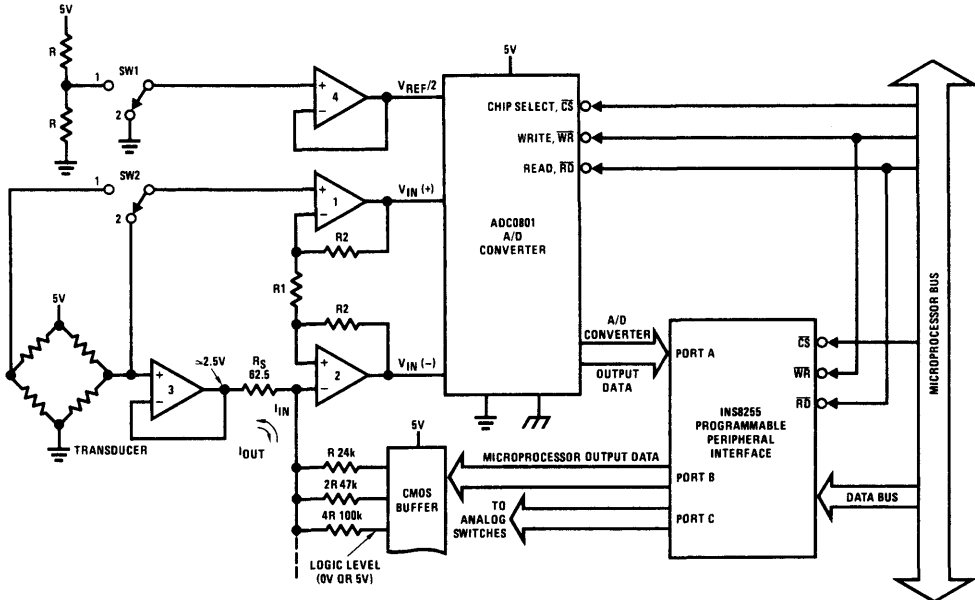 5V
R
R
1
SW1
2
+
4
−
VREF/2
1
SW2
2
+
1
−
VIN (+)
R2
R1
R2
+
2
−
VIN (−)
5V
CHIP SELECT, CS
WRITE, WR
READ, RD
ADC0801
A/D
CONVERTER
5V
TRANSDUCER
+
3
−
≃2.5V
RS
62.5
IIN
IOUT
R 24k
2R 47k
4R 100k
LOGIC LEVEL
(0V OR 5V)
5V
CMOS
BUFFER
A/D
CONVERTER
OUTPUT
DATA
MICROPROCESSOR OUTPUT DATA
TO
ANALOG
SWITCHES
PORT A
CS
WR
RD
INS8255
PROGRAMMABLE
PERIPHERAL
INTERFACE
PORT B
PORT C
DATA BUS
MICROPROCESSOR BUS